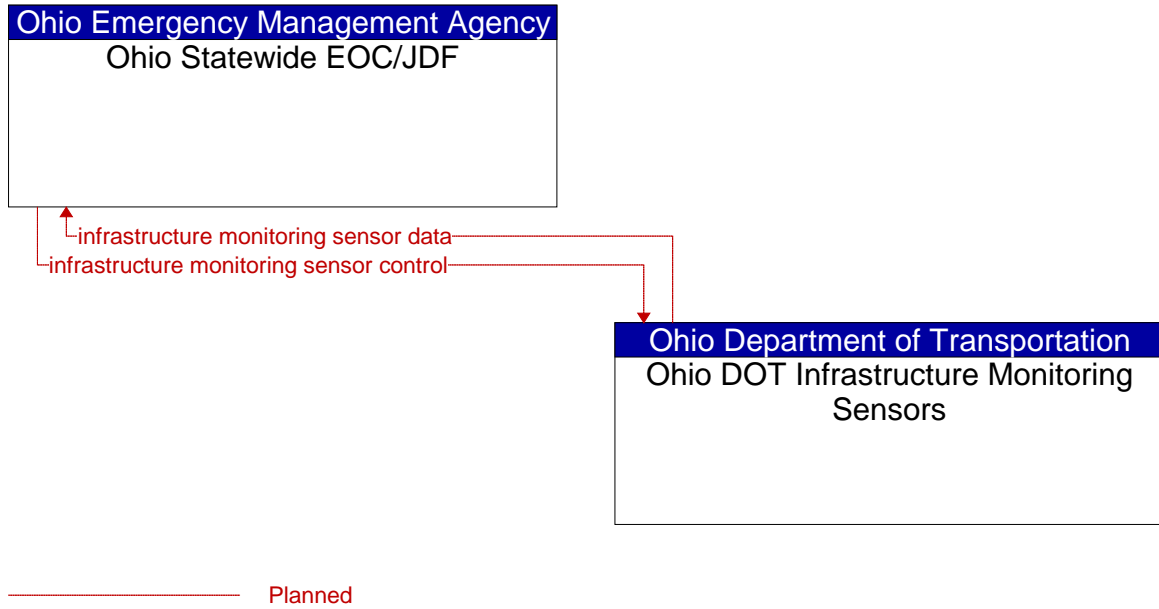 Ohio Emergency Management Agency
Ohio Statewide EOC/JDF
infrastructure monitoring sensor data
infrastructure monitoring sensor control
Ohio Department of Transportation
Ohio DOT Infrastructure Monitoring
Sensors
Planned